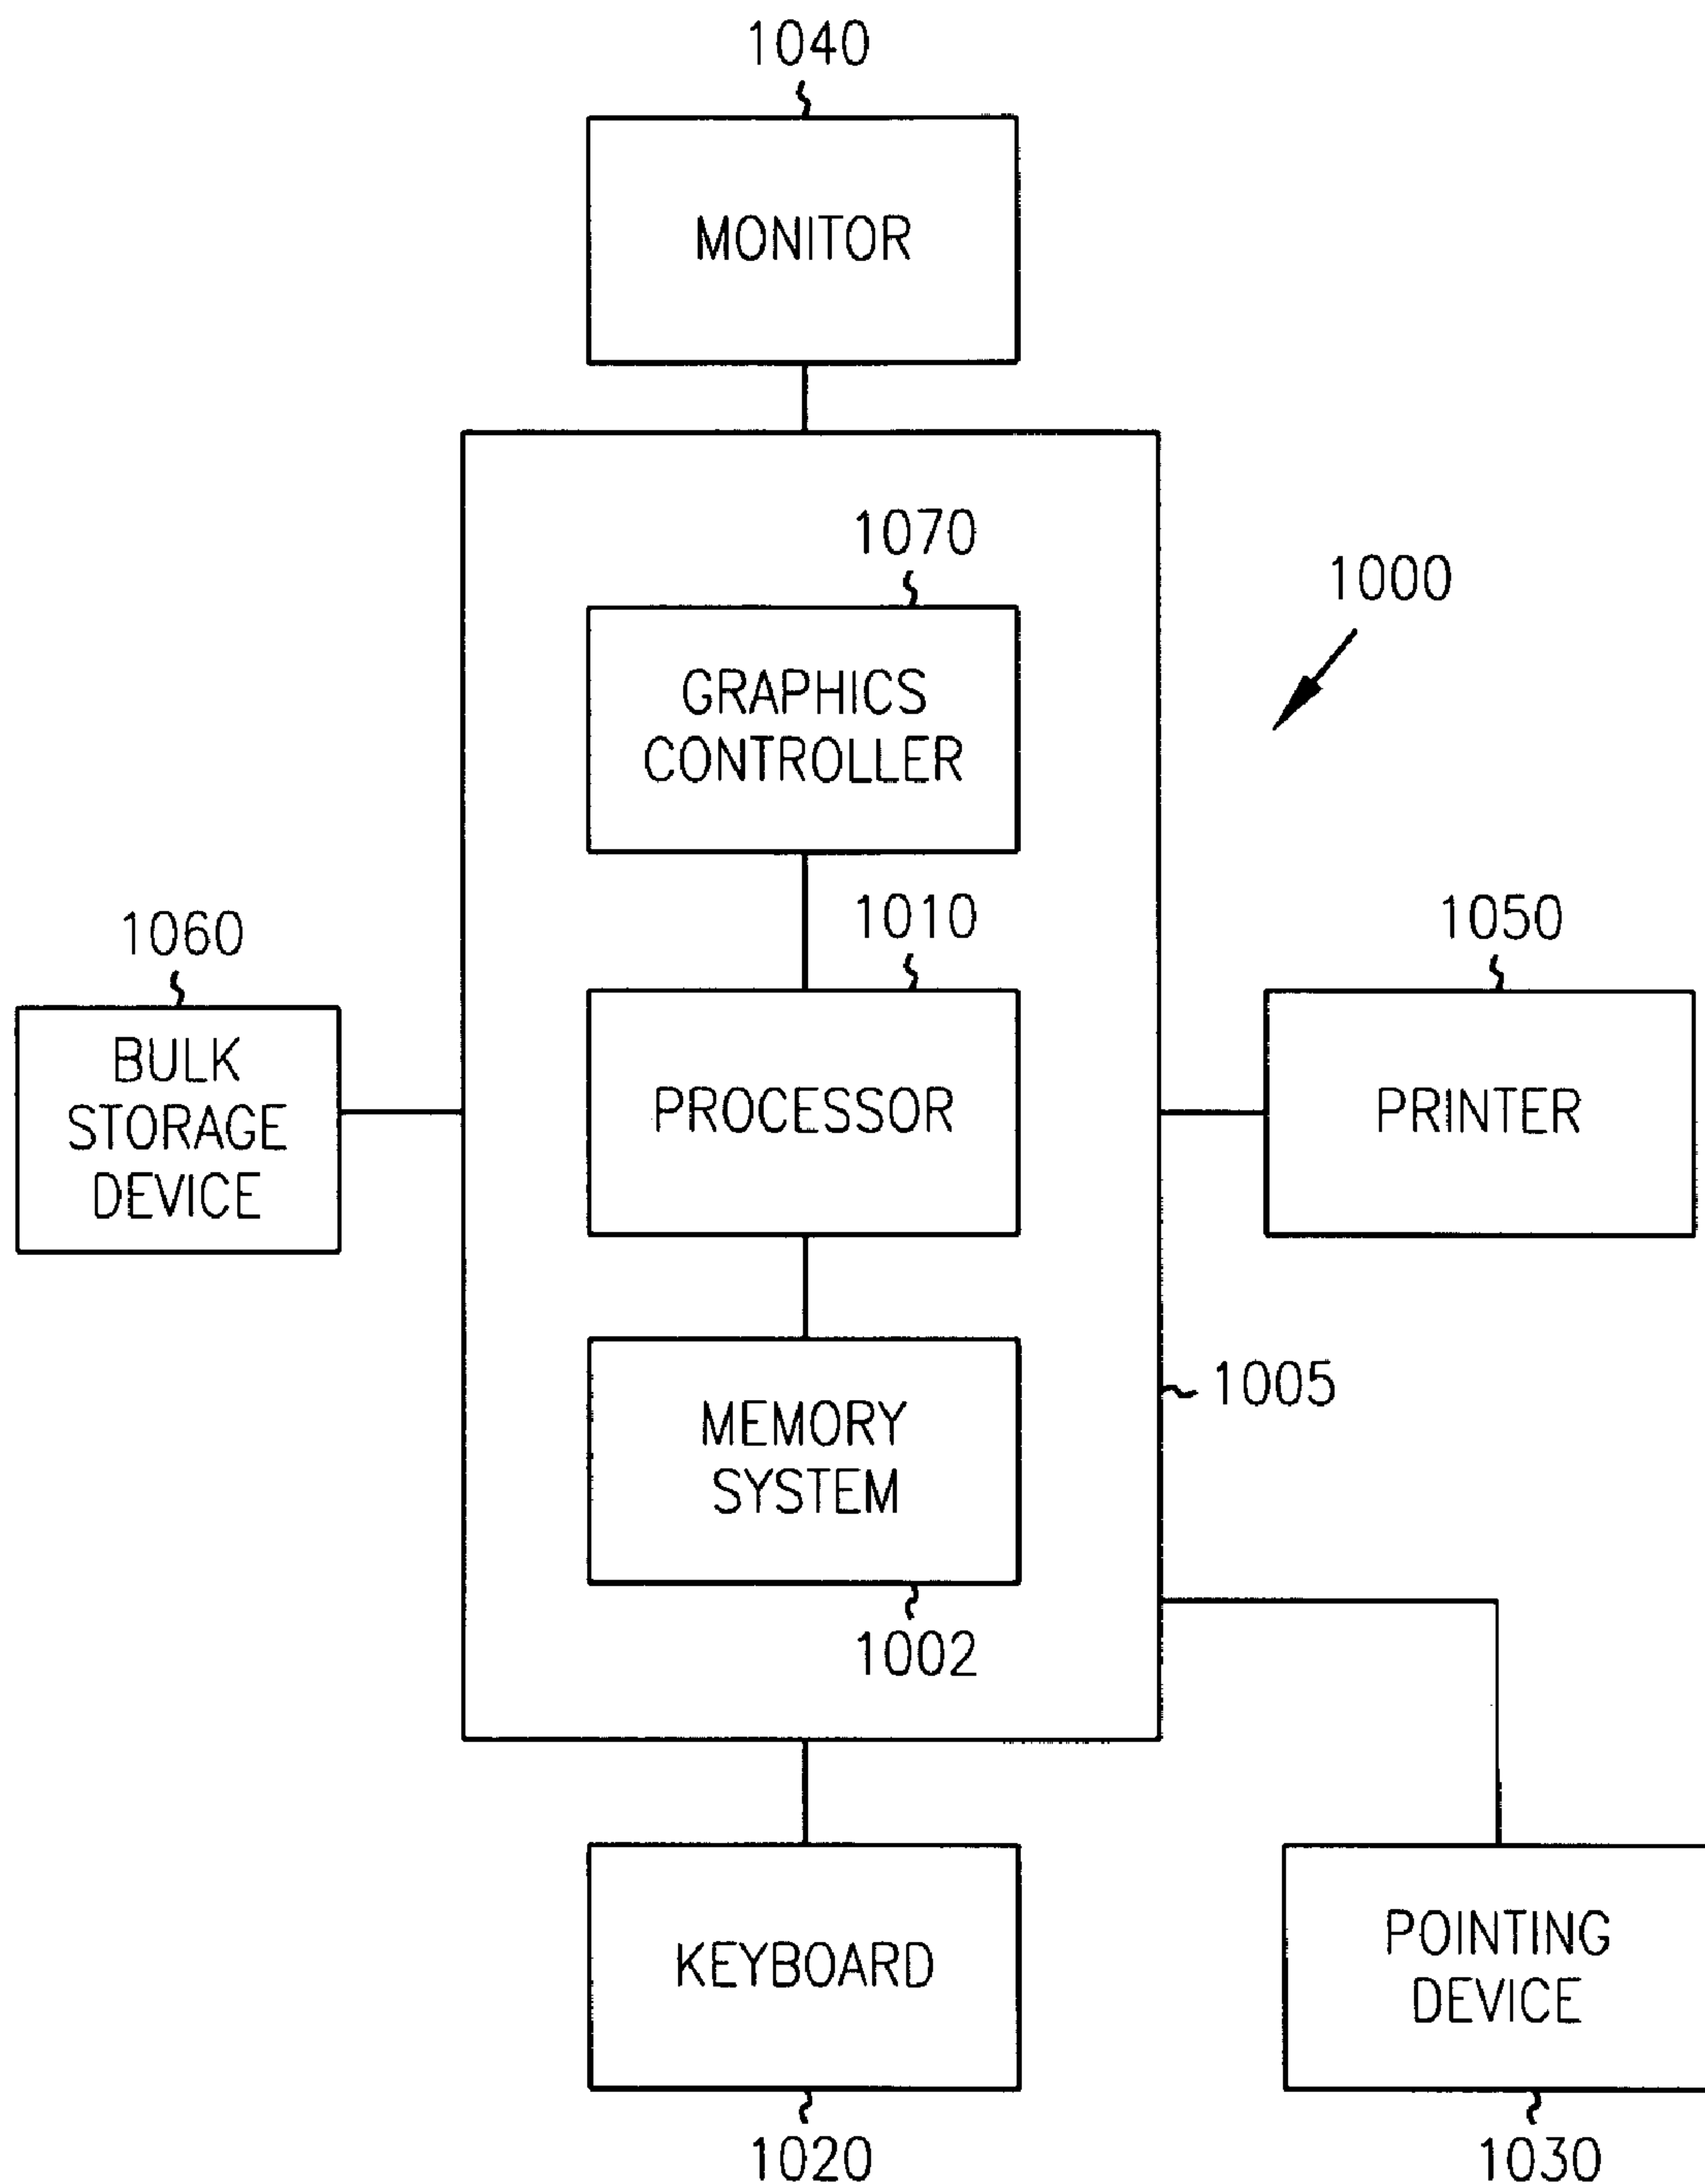 1040
MONITOR
1070
1000
GRAPHICS
CONTROLLER
1060
1010
1050
BULK
STORAGE
DEVICE
PROCESSOR
PRINTER
1005
MEMORY
SYSTEM
1002
KEYBOARD
POINTING
DEVICE
1020
1030